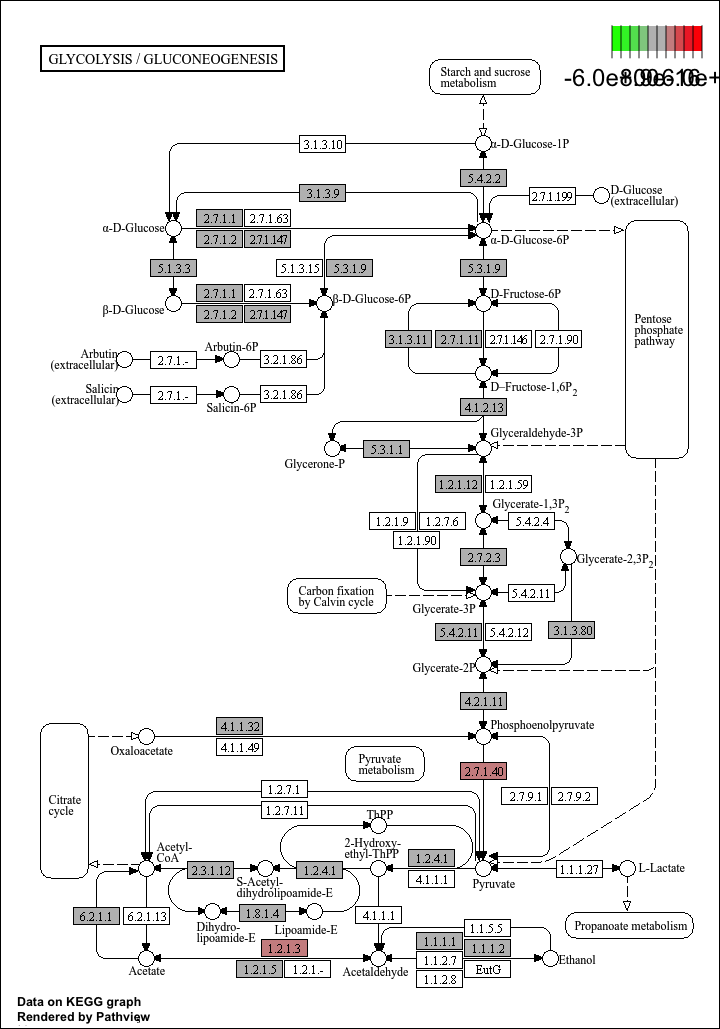 GLYCOLYSIS / GLUCONEOGENESIS
Starch and sucrose
metabolism
3.1.3.10
α-D-Glucose-1P
5.4.2.2
3.1.3.9
2.7.1.199
D-Glucose
(extracellular)
2.7.1.1
2.7.1.63
α-D-Glucose
2.7.1.2
2.7.1.147
α-D-Glucose-6P
5.1.3.3
5.1.3.15
5.3.1.9
5.3.1.9
2.7.1.1
2.7.1.63
β-D-Glucose
2.7.1.2
2.7.1.147
β-D-Glucose-6P
D-Fructose-6P
Pentose
phosphate
pathway
3.1.3.11
2.7.1.11
2.7.1.146
2.7.1.90
Arbutin
(extracellular)
2.7.1.-
Arbutin-6P
3.2.1.86
Salicin
(extracellular)
2.7.1.-
Salicin-6P
3.2.1.86
D-Fructose-1,6P2
4.1.2.13
Glyceraldehyde-3P
5.3.1.1
Glycerone-P
1.2.1.12
1.2.1.59
Glycerate-1,3P2
1.2.1.9
1.2.7.6
5.4.2.4
1.2.1.90
2.7.2.3
Glycerate-2,3P2
Carbon fixation
by Calvin cycle
5.4.2.11
Glycerate-3P
5.4.2.11
5.4.2.12
3.1.3.80
Glycerate-2P
4.2.1.11
4.1.1.32
Oxaloacetate
4.1.1.49
Phosphoenolpyruvate
Pyruvate
metabolism
2.7.1.40
Citrate
cycle
1.2.7.1
1.2.7.11
2.7.9.1
2.7.9.2
ThPP
Acetyl-
CoA
2-Hydroxy-
ethyl-ThPP
2.3.1.12
S-Acetyl-
dihydrolipoamide-E
1.2.4.1
1.2.4.1
4.1.1.1
Pyruvate
1.1.1.27
L-Lactate
6.2.1.1
6.2.1.13
Dihydro-
lipoamide-E
1.8.1.4
Lipoamide-E
4.1.1.1
Propanoate metabolism
1.1.5.5
1.1.1.1
1.1.1.2
1.2.1.3
Acetate
1.2.1.5
1.2.1.-
Acetaldehyde
1.1.2.7
EutG
1.1.2.8
Ethanol
Data on KEGG graph
Rendered by Pathview